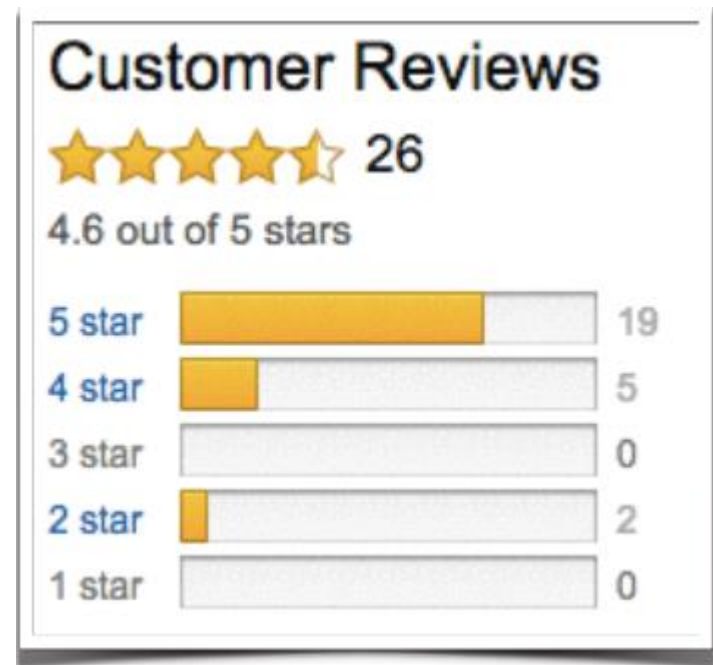 Customer Reviews
26
4.6 out of 5 stars
5 star 19
4 star 5
3 star 0
2 star 2
1 star 0